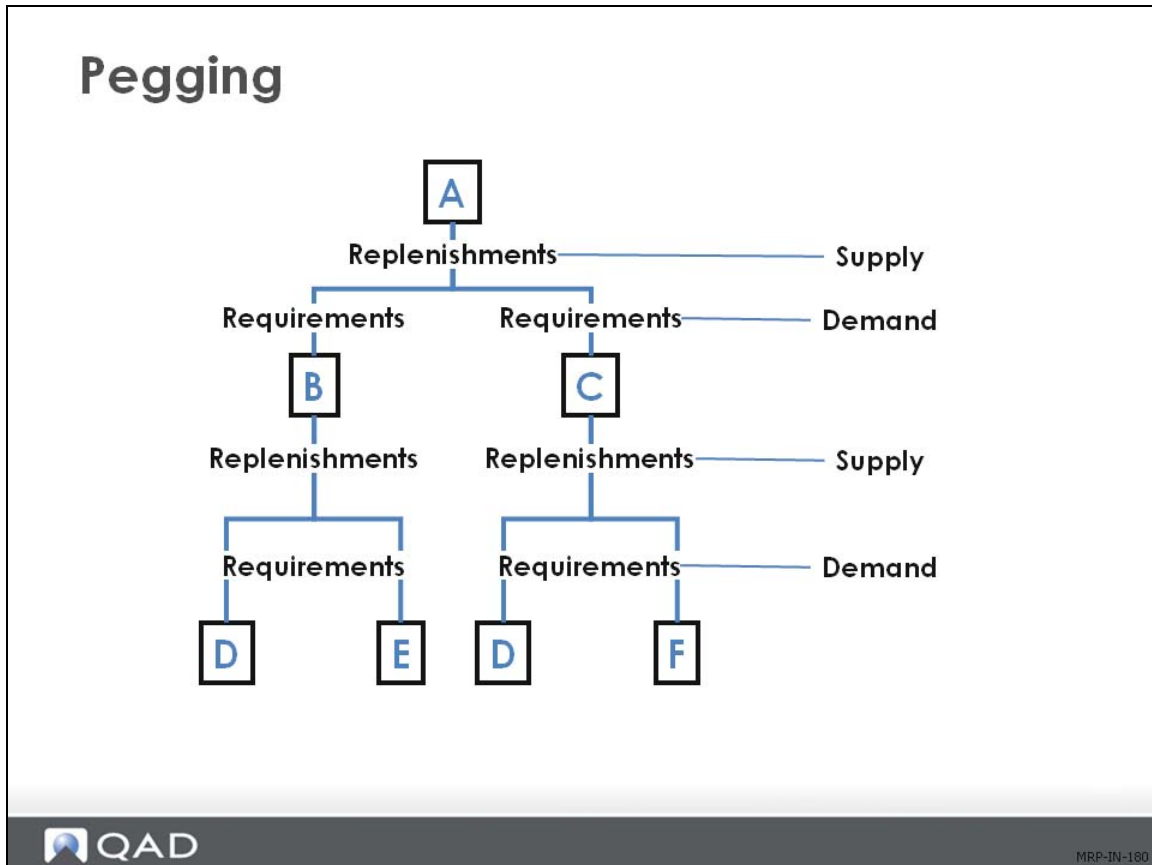 Pegging
A
Replenishments Supply
Requirements Requirements Demand
B C
Replenishments Replenishments Supply
Requirements Requirements Demand
D E D F
QAD
MRP-IN-180